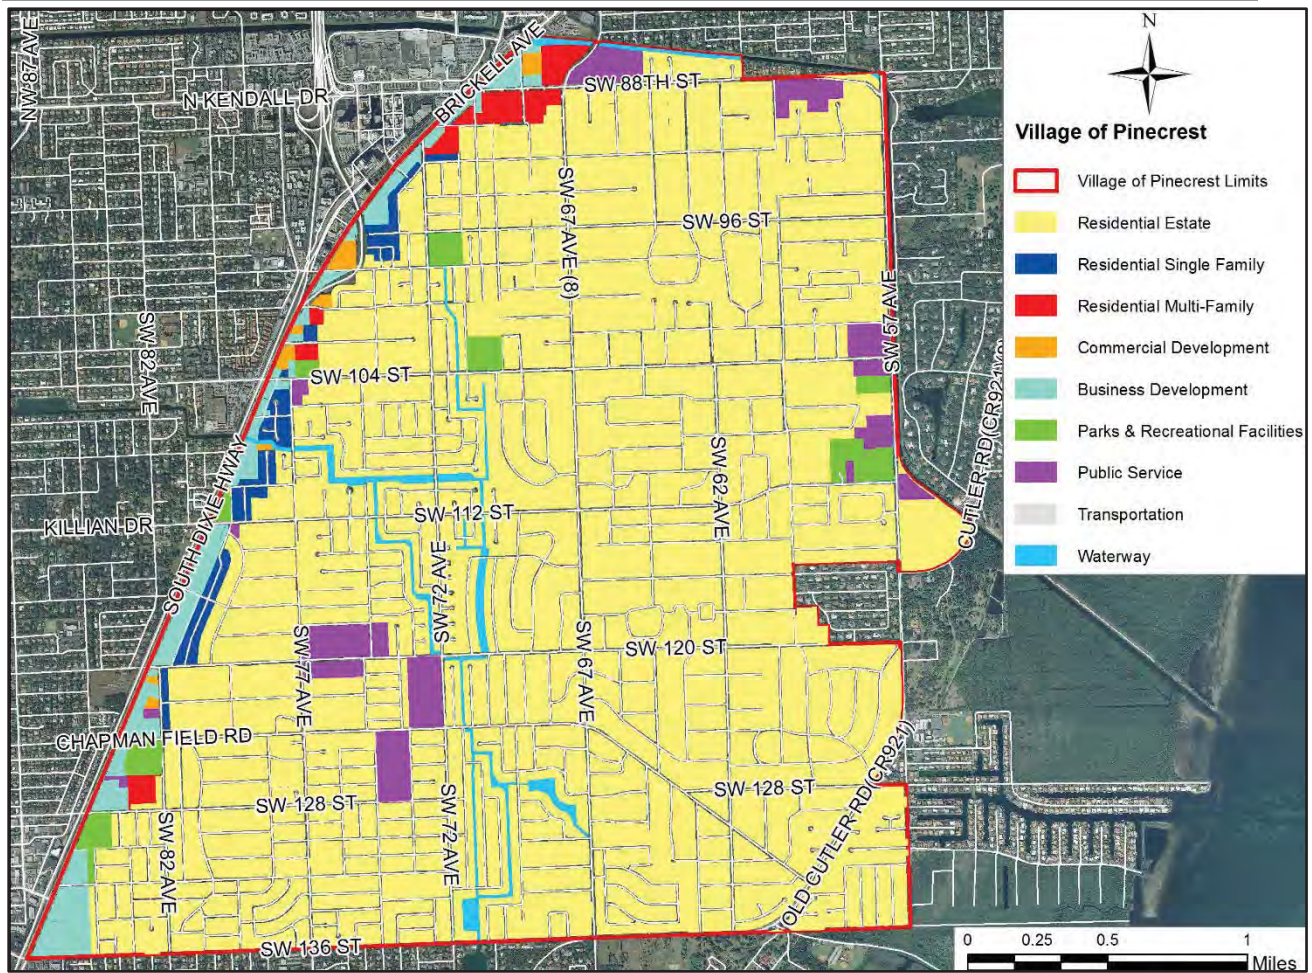 NW 87 AVE
N KENDALL DR
BRICKELL AVE
SW 88TH ST
SW 67 AVE (8)
SW 96 ST
SW 57 AVE
SW 82 AVE
SW 104 ST
SOUTH DIXIE HWAY
KILLIAN DR
SW 112 ST
SW 62 AVE
CUTLER RD(CR921)
SW 72 AVE
SW 77 AVE
SW 67 AVE
SW 120 ST
CHAPMAN FIELD RD
SW 128 ST
SW 128 ST
SW 82 AVE
SW 72 AVE
OLD CUTLER RD(CR921)
SW 136 ST
N
Village of Pinecrest
Village of Pinecrest Limits
Residential Estate
Residential Single Family
Residential Multi-Family
Commercial Development
Business Development
Parks & Recreational Facilities
Public Service
Transportation
Waterway
0 0.25 0.5 1
Miles